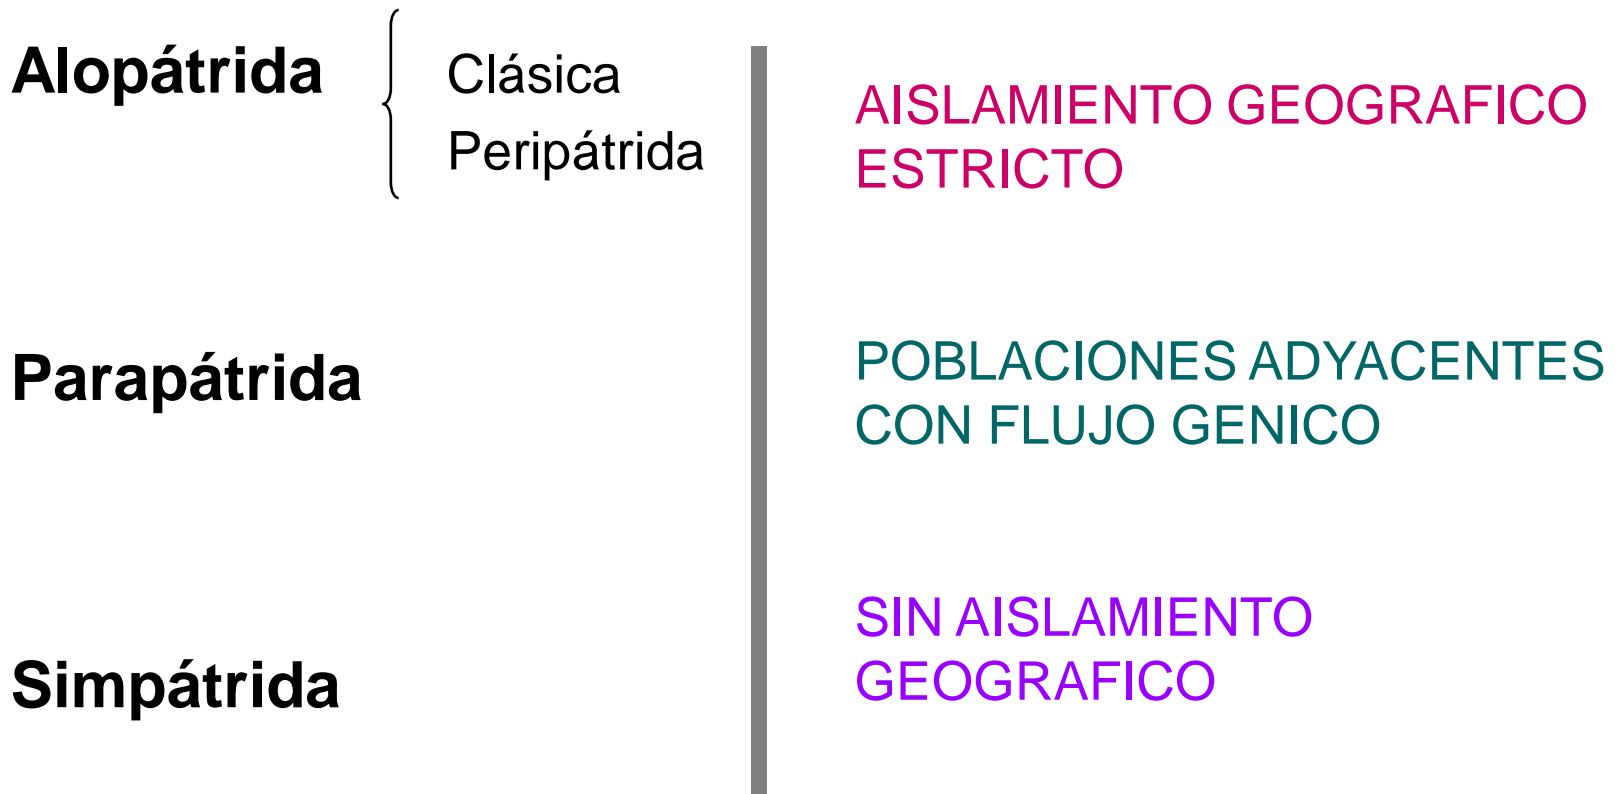 Alopátrida
Clásica
Peripátrida
AISLAMIENTO GEOGRAFICO
ESTRICTO
Parapátrida
POBLACIONES ADYACENTES
CON FLUJO GENICO
Simpátrida
SIN AISLAMIENTO
GEOGRAFICO